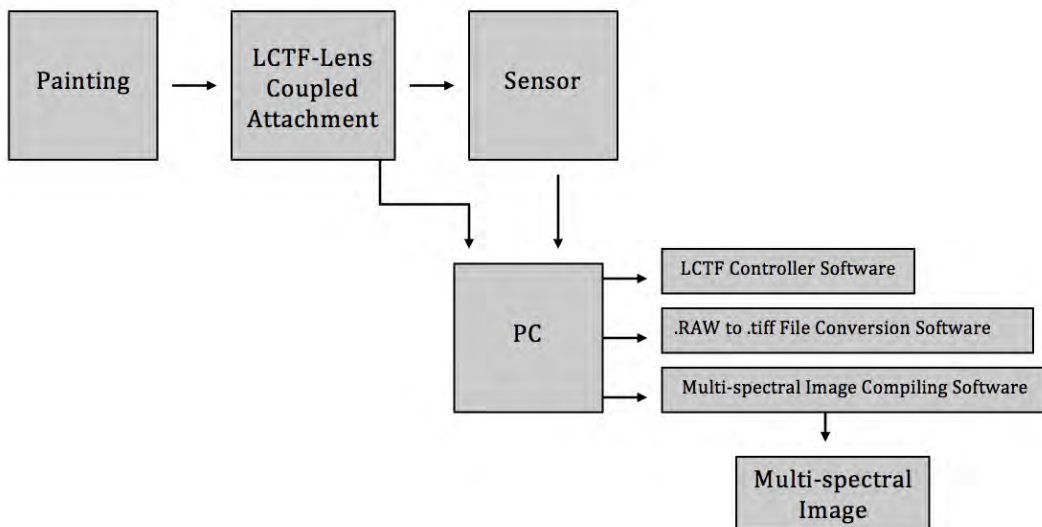 Painting
LCTF-Lens
Coupled
Attachment
Sensor
PC
LCTF Controller Software
.RAW to .tiff File Conversion Software
Multi-spectral Image Compiling Software
Multi-spectral
Image